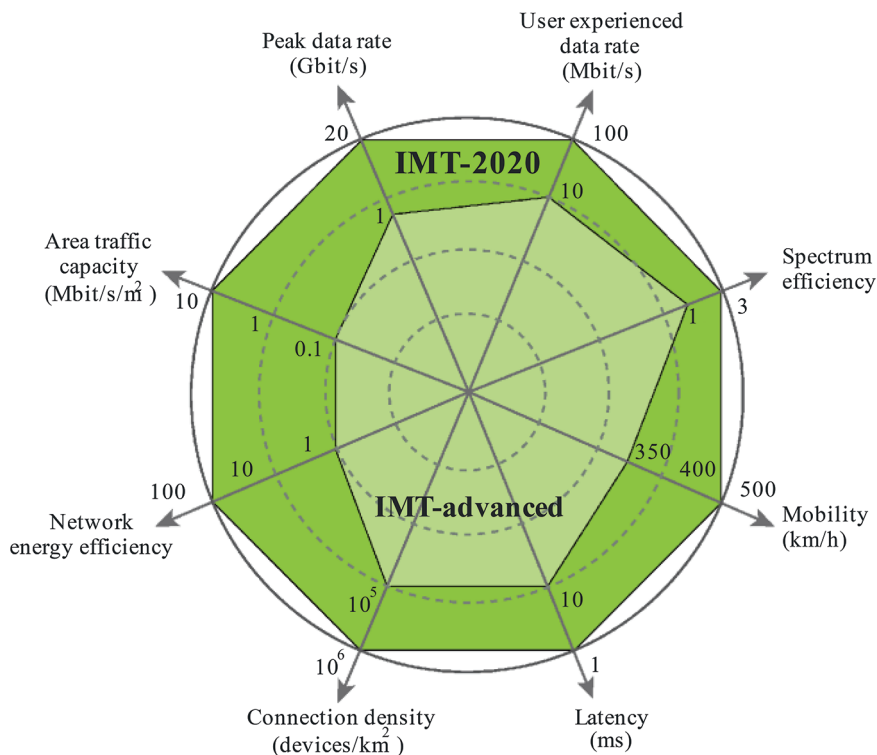 User experienced
data rate
(Mbit/s)
Peak data rate
(Gbit/s)
20
100
IMT-2020
1
10
Area traffic
capacity
(Mbit/s/m²)
10
1
0.1
Spectrum
efficiency
1
3
1
10
100
350
400
500
Network
energy efficiency
Mobility
(km/h)
IMT-advanced
10⁵
10
10⁶
1
Connection density
(devices/km²)
Latency
(ms)